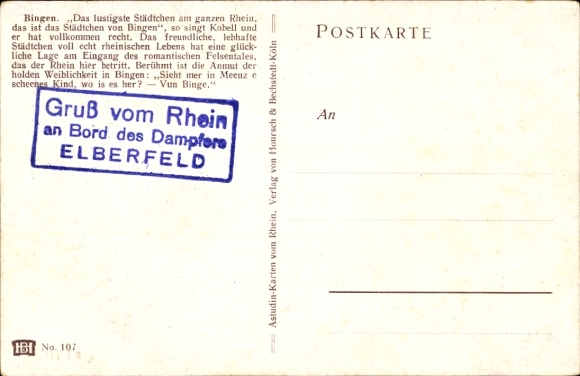 Bingen. „Das lustigste Städtchen am ganzen Rhein,
das ist das Städtchen von Bingen“, so singt Kobell und
er hat vollkommen recht. Das freundliche, lebhafte
Städtchen voll echt rheinischen Lebens hat eine glück-
liche Lage am Eingang des romantischen Felsentales,
das der Rhein hier betritt. Berühmt ist die Anmut der
holden Weiblichkeit in Bingen: „Sieht mer in Meenz e
scheenes Kind, wo is es her? — Vun Binge.“
Gruß vom Rhein
an Bord des Dampfers
ELBERFELD
No. 107
Astudin-Karten vom Rhein. Verlag von Hoursch & Bechstedt-Köln
POSTKARTE
An